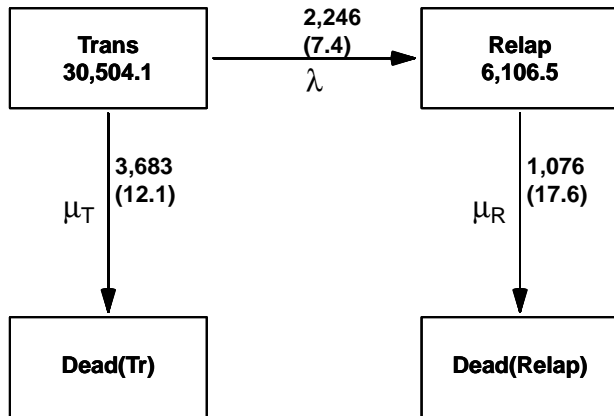 Trans
30,504.1
2,246
(7.4)
λ
Relap
6,106.5
3,683
(12.1)
μT
1,076
(17.6)
μR
Dead(Tr)
Dead(Relap)